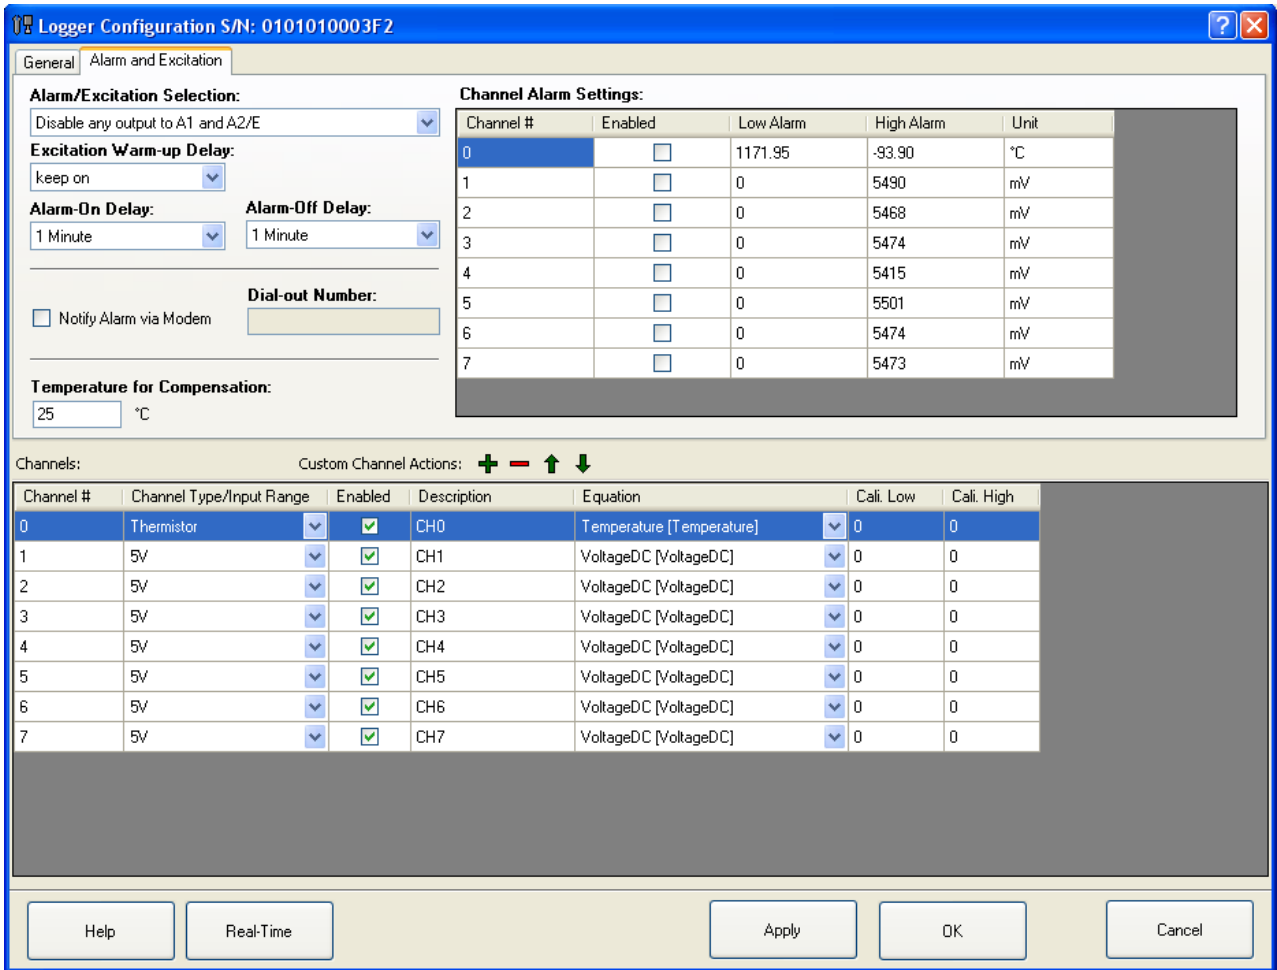 Logger Configuration S/N: 0101010003F2
General Alarm and Excitation
Alarm/Excitation Selection:
Disable any output to A1 and A2/E
Excitation Warm-up Delay:
keep on
Alarm-On Delay: Alarm-Off Delay:
1 Minute 1 Minute
Notify Alarm via Modem
Dial-out Number:
Temperature for Compensation:
25 °C
Channel Alarm Settings:
Channel # Enabled Low Alarm High Alarm Unit
0 1171.95 -93.90 °C
1 0 5490 mV
2 0 5468 mV
3 0 5474 mV
4 0 5415 mV
5 0 5501 mV
6 0 5474 mV
7 0 5473 mV
Channels: Custom Channel Actions:
Channel # Channel Type/Input Range Enabled Description Equation Cali. Low Cali. High
0 Thermistor CH0 Temperature [Temperature] 0 0
1 5V CH1 VoltageDC [VoltageDC] 0 0
2 5V CH2 VoltageDC [VoltageDC] 0 0
3 5V CH3 VoltageDC [VoltageDC] 0 0
4 5V CH4 VoltageDC [VoltageDC] 0 0
5 5V CH5 VoltageDC [VoltageDC] 0 0
6 5V CH6 VoltageDC [VoltageDC] 0 0
7 5V CH7 VoltageDC [VoltageDC] 0 0
Help Real-Time Apply OK Cancel